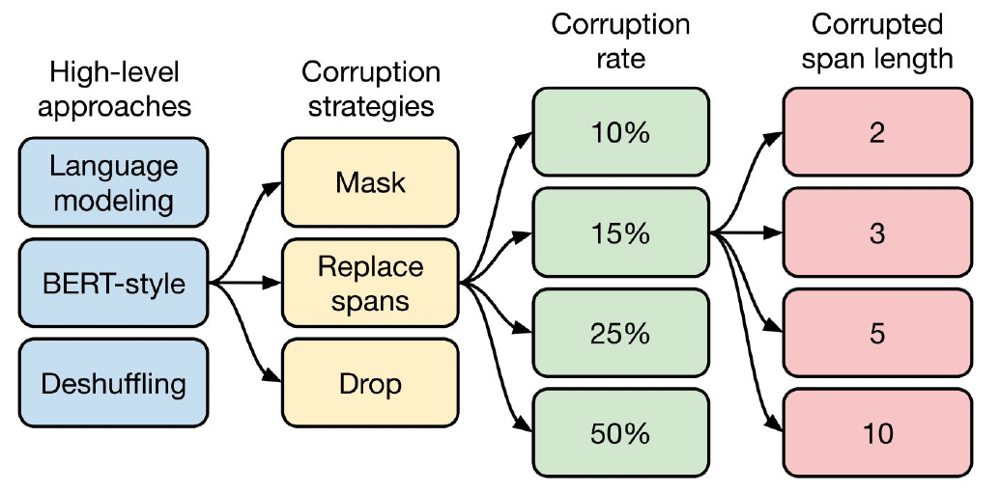 High-level
approaches
Language
modeling
BERT-style
Deshuffling
Corruption
strategies
Mask
Replace
spans
Drop
Corruption
rate
10%
15%
25%
50%
Corrupted
span length
2
3
5
10